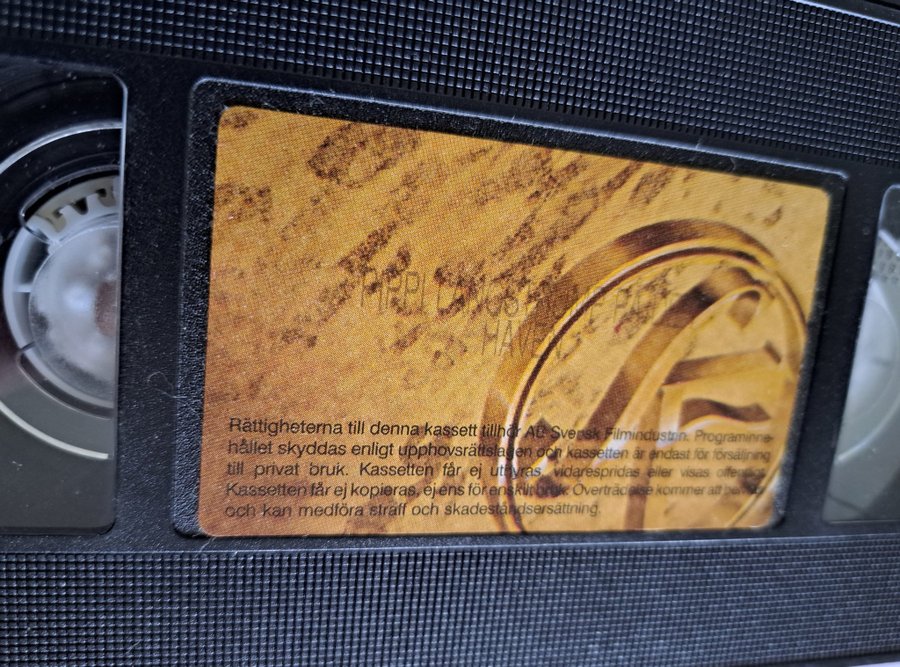 PIPPI LÅNGSTRUMP PÅ
HAVEN
Rättigheterna till denna kassett tillhör AB Svensk Filmindustri. Programinne-
hållet skyddas enligt upphovsrättslagen och kassetten är endast för försäljning
till privat bruk. Kassetten får ej uthyras, vidarespridas eller visas offentligt.
Kassetten får ej kopieras, ej ens för enskilt bruk. Överträdelse kommer att
och kan medföra straff och skadeståndsersättning.